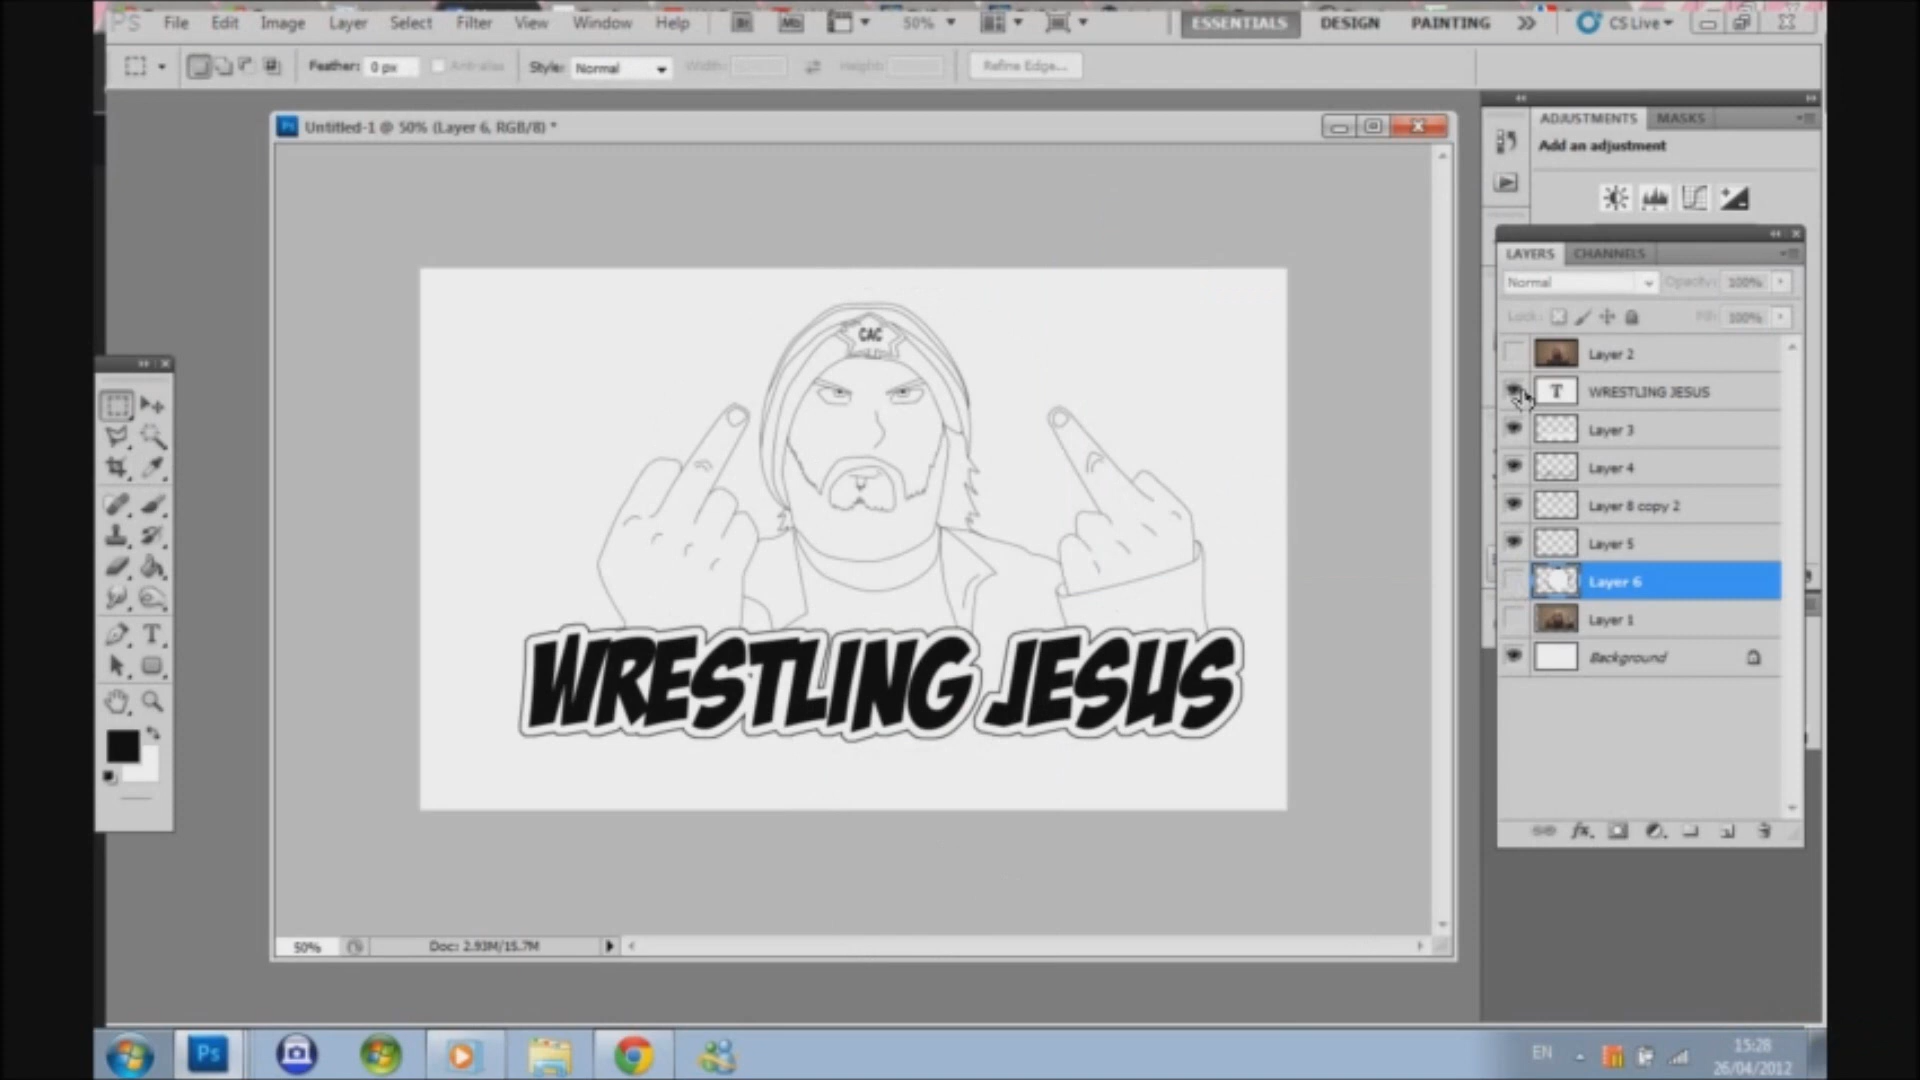 PS File Edit Image Layer Select Filter View Window Help Br Mb 50% ESSENTIALS DESIGN PAINTING CS Live
Feather: 0 px Anti-alias Style: Normal Width: Height: Refine Edge...
Ps Untitled-1 @ 50% (Layer 6, RGB/8) *
ADJUSTMENTS MASKS
Add an adjustment
LAYERS CHANNELS
Normal Opacity: 100%
Lock: Fill: 100%
Layer 2
T WRESTLING JESUS
Layer 3
Layer 4
Layer 8 copy 2
Layer 5
Layer 6
Layer 1
Background
CAC
WRESTLING JESUS
50% Doc: 2.93M/15.7M
Ps EN 15:28
26/04/2012